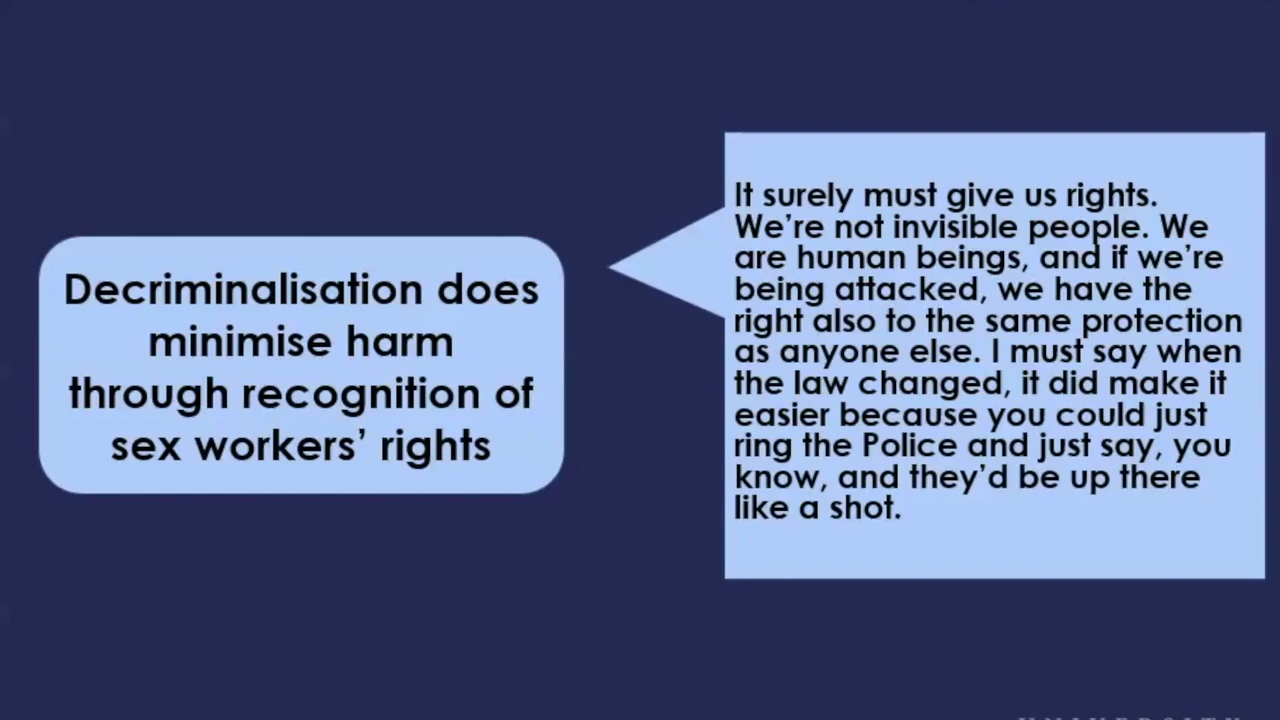 Decriminalisation does
minimise harm
through recognition of
sex workers' rights
It surely must give us rights.
We're not invisible people. We
are human beings, and if we're
being attacked, we have the
right also to the same protection
as anyone else. I must say when
the law changed, it did make it
easier because you could just
ring the Police and just say, you
know, and they'd be up there
like a shot.